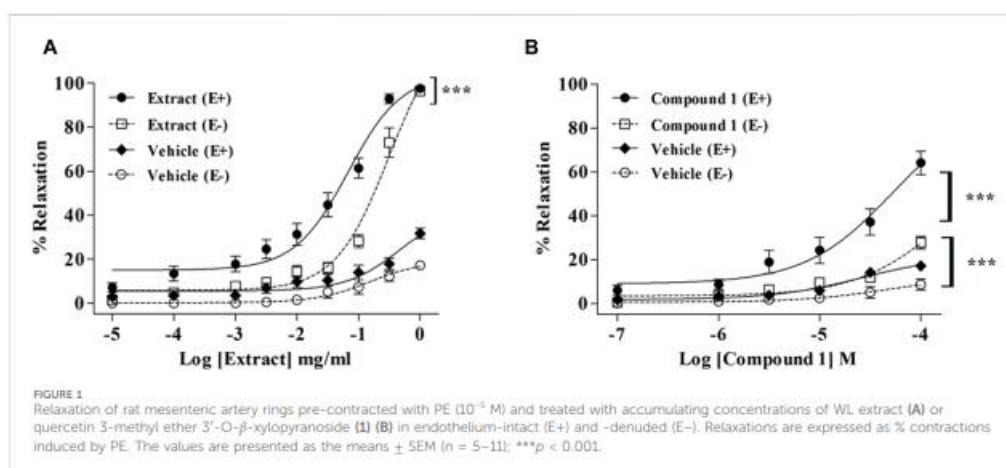 A
B
100
80
60
40
20
0
% Relaxation
Extract (E+)
Extract (E-)
Vehicle (E+)
Vehicle (E-)
***
-5 -4 -3 -2 -1 0
Log [Extract] mg/ml
100
80
60
40
20
0
% Relaxation
Compound 1 (E+)
Compound 1 (E-)
Vehicle (E+)
Vehicle (E-)
***
***
-7 -6 -5 -4
Log [Compound 1] M
FIGURE 1
Relaxation of rat mesenteric artery rings pre-contracted with PE (10⁻⁵ M) and treated with accumulating concentrations of WL extract (A) or
quercetin 3-methyl ether 3′-O-β-xylopyranoside (1) (B) in endothelium-intact (E+) and -denuded (E−). Relaxations are expressed as % contractions
induced by PE. The values are presented as the means ± SEM (n = 5–11); ***p < 0.001.